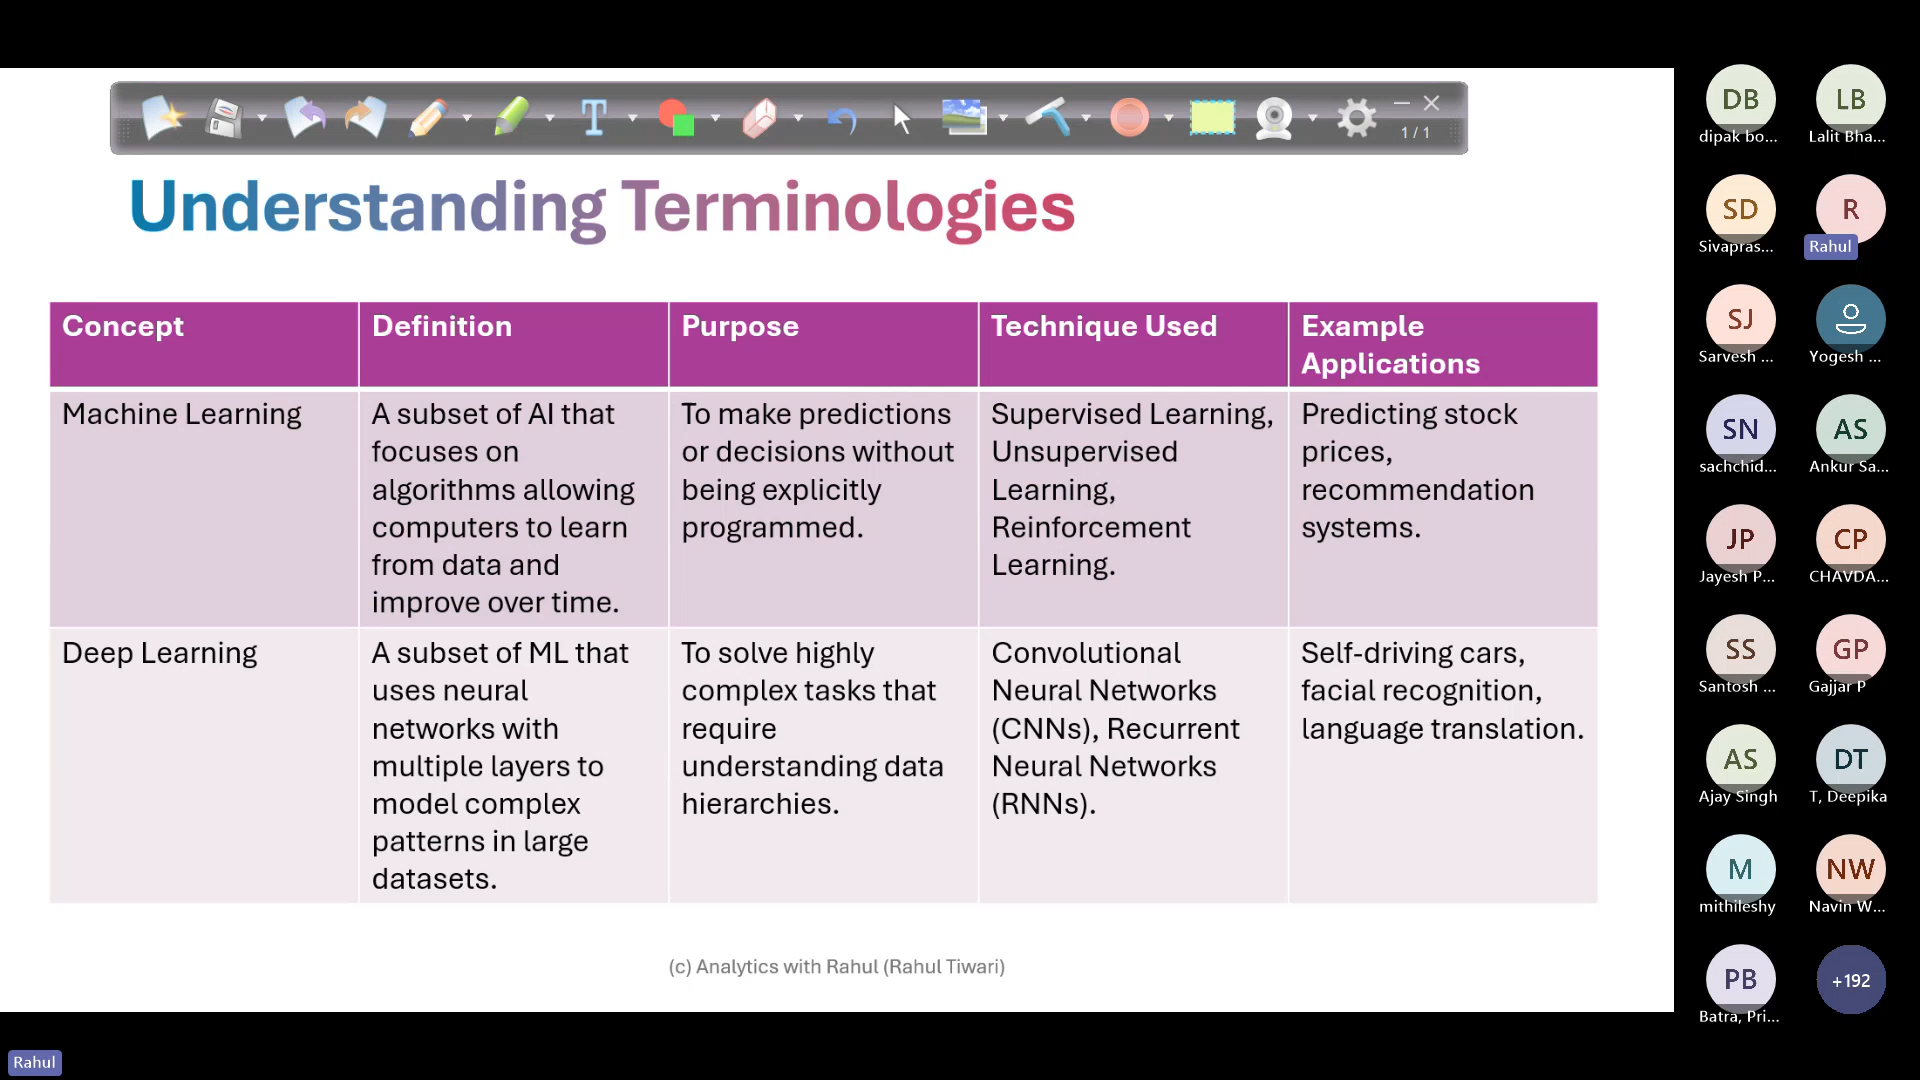 1 / 1
Understanding Terminologies
Concept
Definition
Purpose
Technique Used
Example
Applications
Machine Learning
A subset of AI that
focuses on
algorithms allowing
computers to learn
from data and
improve over time.
To make predictions
or decisions without
being explicitly
programmed.
Supervised Learning,
Unsupervised
Learning,
Reinforcement
Learning.
Predicting stock
prices,
recommendation
systems.
Deep Learning
A subset of ML that
uses neural
networks with
multiple layers to
model complex
patterns in large
datasets.
To solve highly
complex tasks that
require
understanding data
hierarchies.
Convolutional
Neural Networks
(CNNs), Recurrent
Neural Networks
(RNNs).
Self-driving cars,
facial recognition,
language translation.
(c) Analytics with Rahul (Rahul Tiwari)
DB
dipak bo...
LB
Lalit Bha...
SD
Sivapras...
R
Rahul
SJ
Sarvesh ...
Yogesh ...
SN
sachchid...
AS
Ankur Sa...
JP
Jayesh P...
CP
CHAVDA...
SS
Santosh ...
GP
Gajjar P
AS
Ajay Singh
DT
T, Deepika
M
mithileshy
NW
Navin W...
PB
Batra, Pri...
+192
Rahul